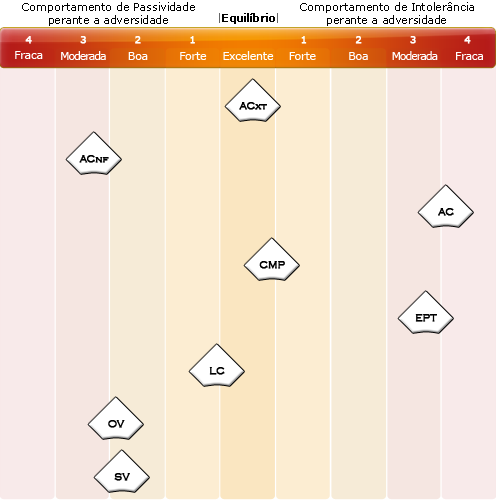 Comportamento de Passividade
perante a adversidade
|Equilíbrio|
Comportamento de Intolerância
perante a adversidade
4 3 2 1 1 2 3 4
Fraca Moderada Boa Forte Excelente Forte Boa Moderada Fraca
ACXT
ACNF
AC
CMP
EPT
LC
OV
SV